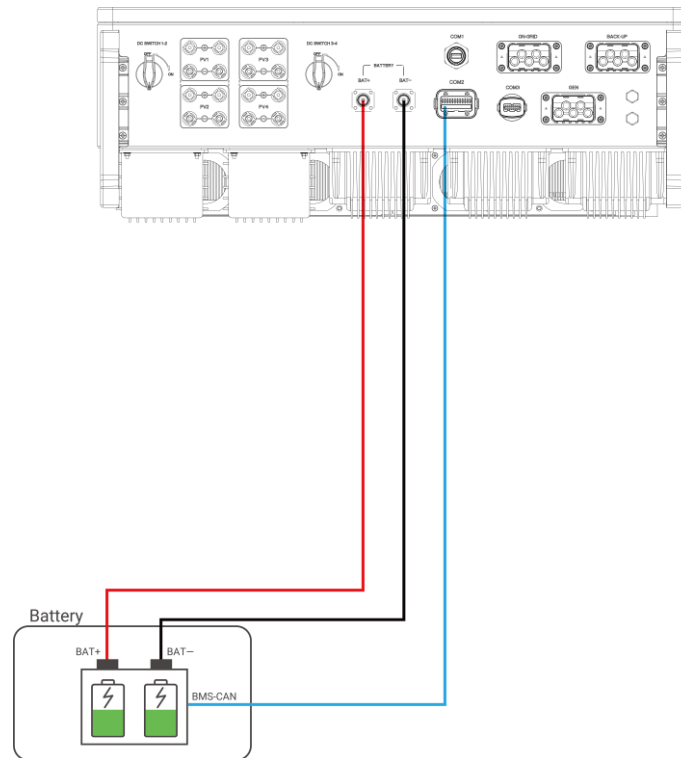 COM1
ON-GRID
BACK-UP
DC SWITCH 1-2
OFF
ON
PV1
PV3
DC SWITCH 3-4
OFF
ON
BATTERY
BAT+
BAT−
COM2
COM3
GEN
PV2
PV4
Battery
BAT+
BAT−
BMS-CAN